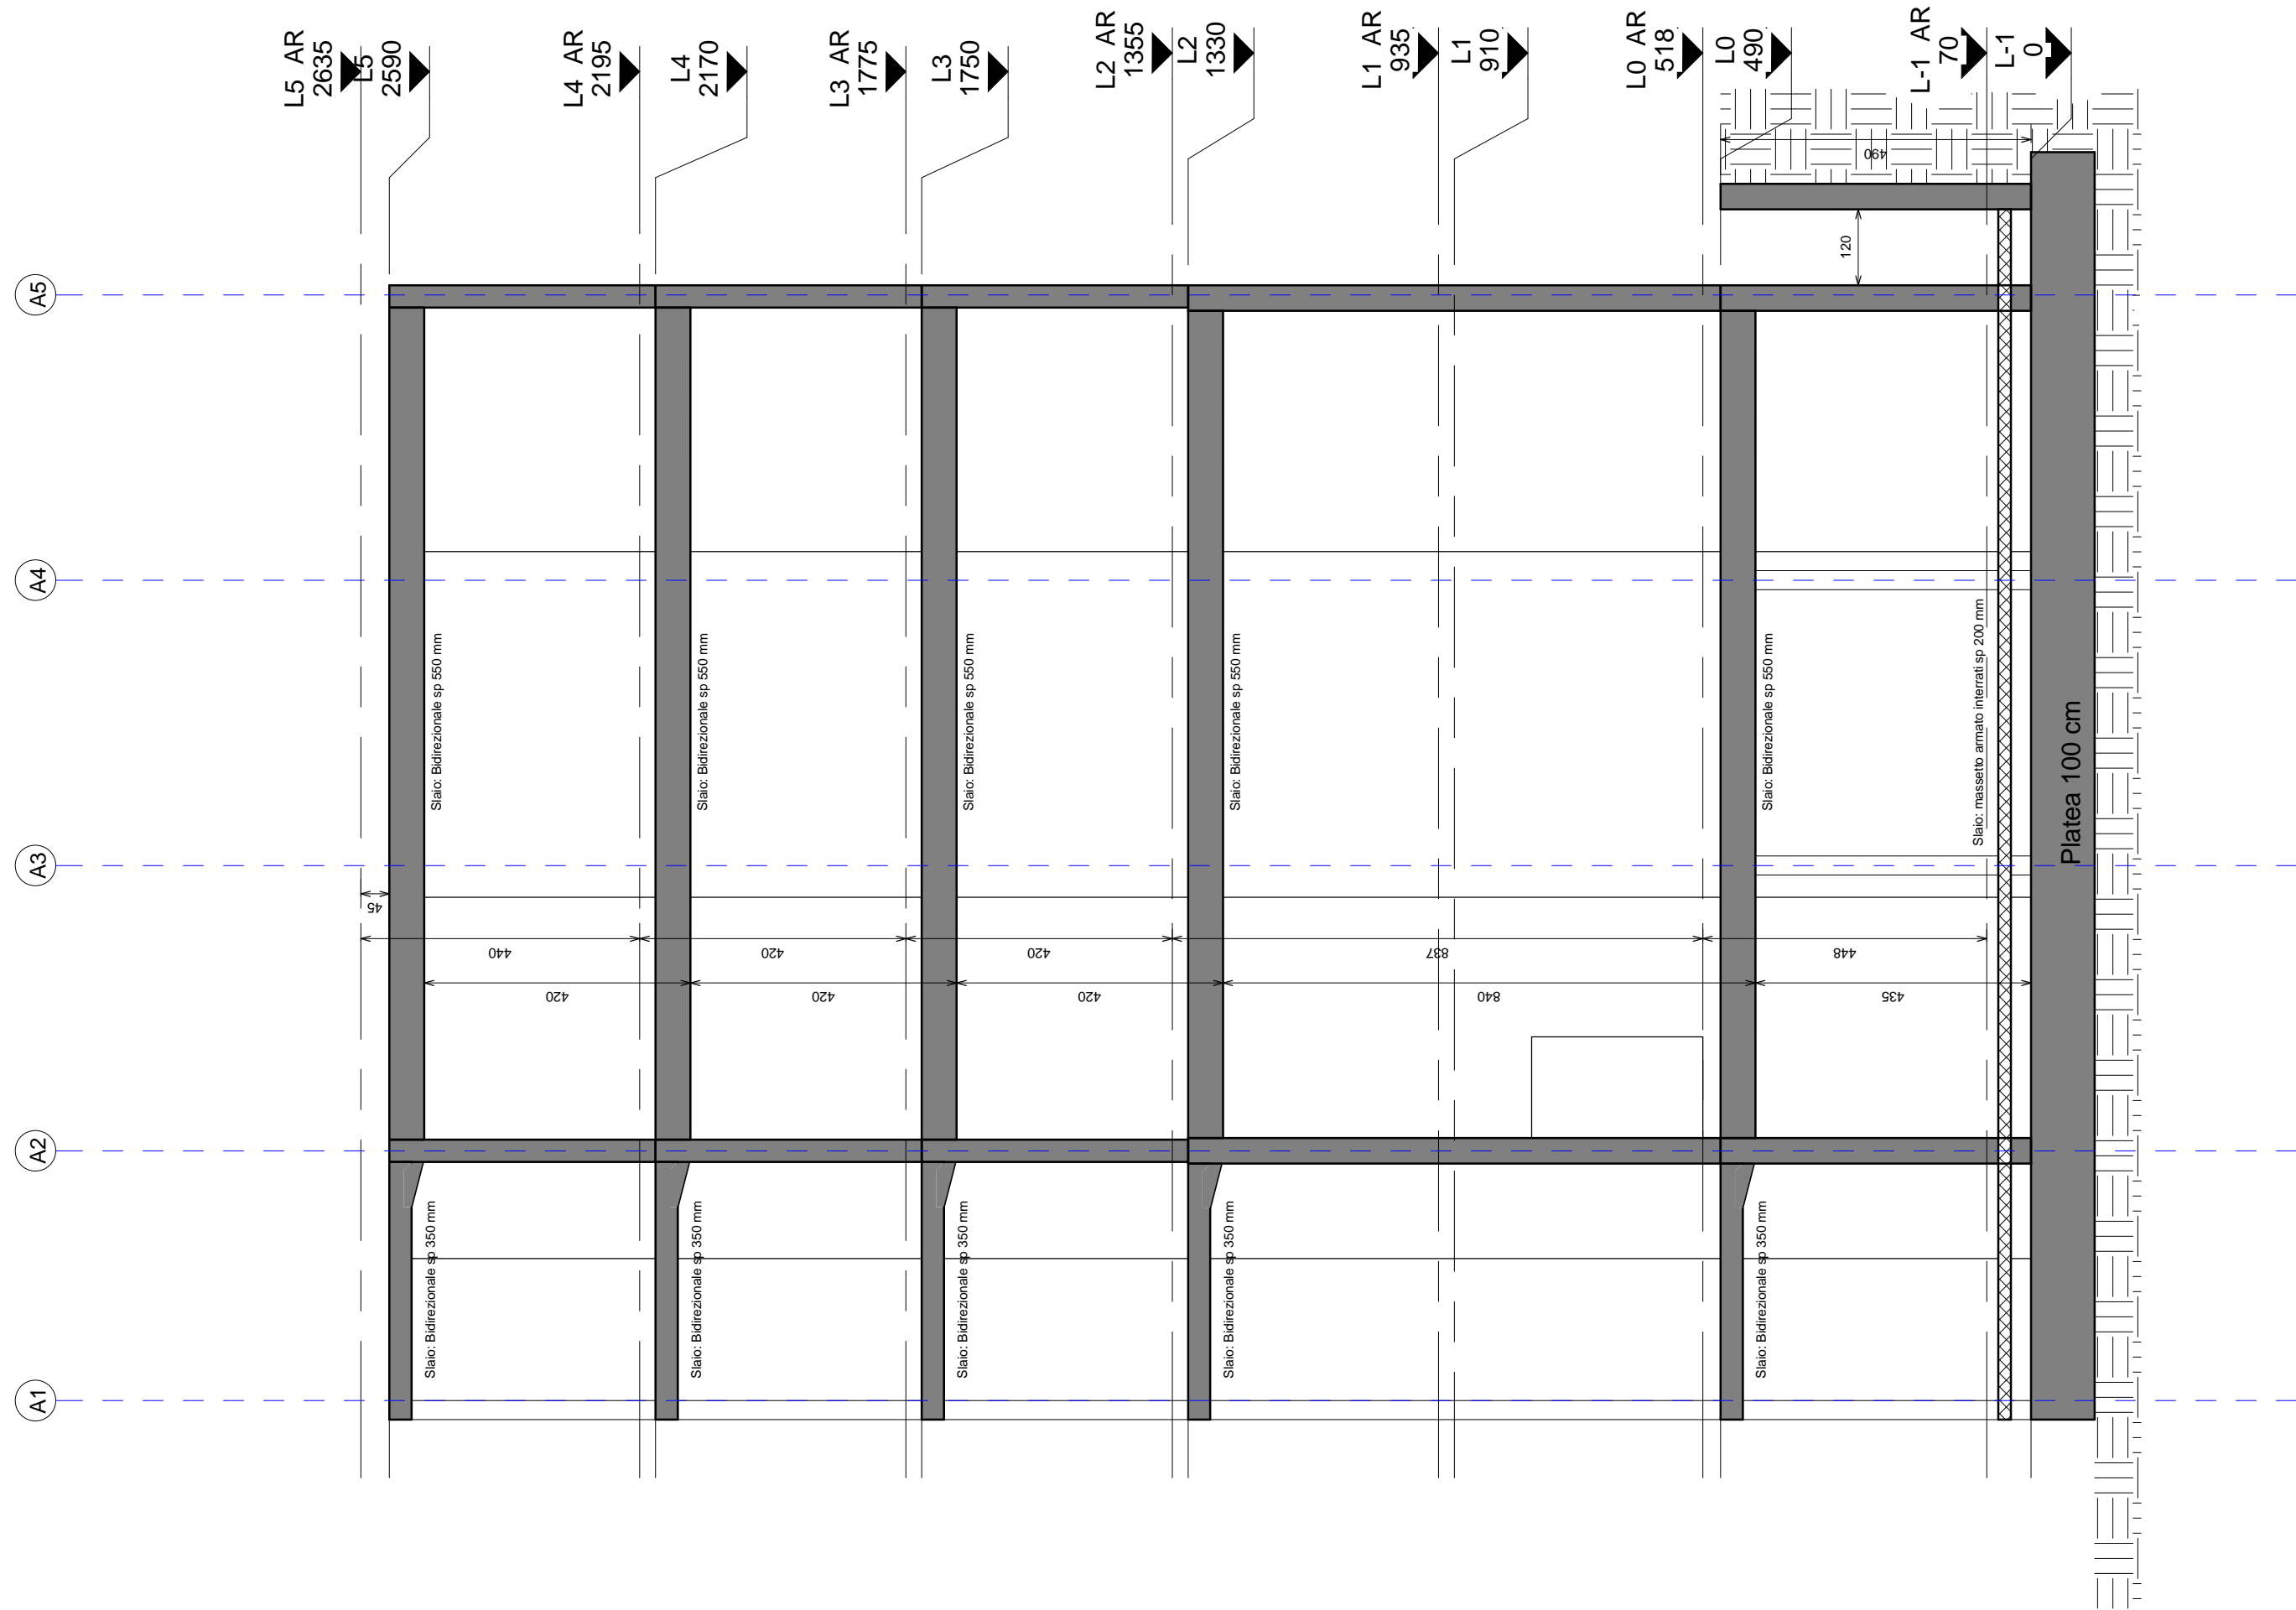 L5 AR
2635
L5
2590
L4 AR
2195
L4
2170
L3 AR
1775
L3
1750
L2 AR
1355
L2
1330
L1 AR
935
L1
910
L0 AR
518
L0
490
L-1 AR
70
L-1
0
490
120
A5
A4
A3
A2
A1
Slaio: Bidirezionale sp 550 mm
Slaio: Bidirezionale sp 550 mm
Slaio: Bidirezionale sp 550 mm
Slaio: Bidirezionale sp 550 mm
Slaio: Bidirezionale sp 550 mm
Slaio: massetto armato interrati sp 200 mm
Platea 100 cm
45
440
420
420
837
448
420
420
420
840
435
Slaio: Bidirezionale sp 350 mm
Slaio: Bidirezionale sp 350 mm
Slaio: Bidirezionale sp 350 mm
Slaio: Bidirezionale sp 350 mm
Slaio: Bidirezionale sp 350 mm